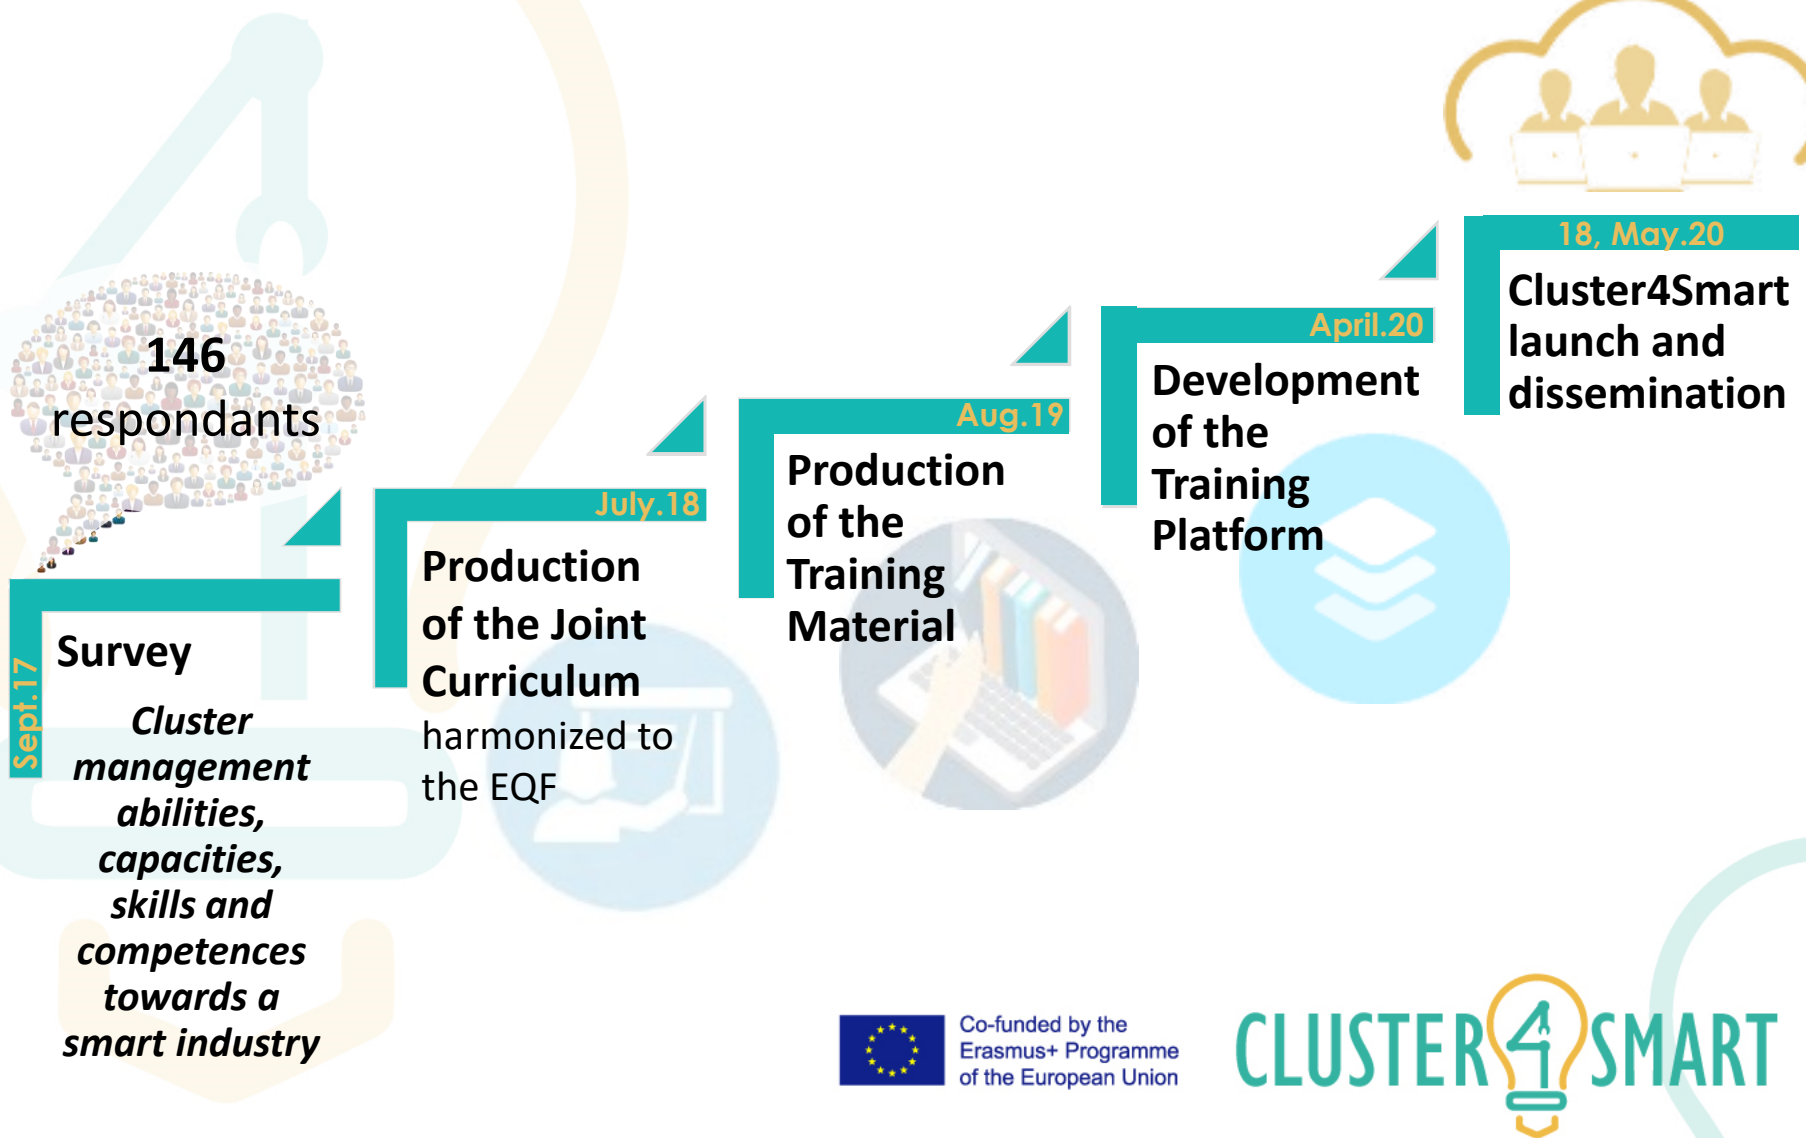 146
respondants
Sept.17
Survey
Cluster
management
abilities,
capacities,
skills and
competences
towards a
smart industry
July.18
Production
of the Joint
Curriculum
harmonized to
the EQF
Aug.19
Production
of the
Training
Material
April.20
Development
of the
Training
Platform
18, May.20
Cluster4Smart
launch and
dissemination
Co-funded by the
Erasmus+ Programme
of the European Union
CLUSTER4SMART